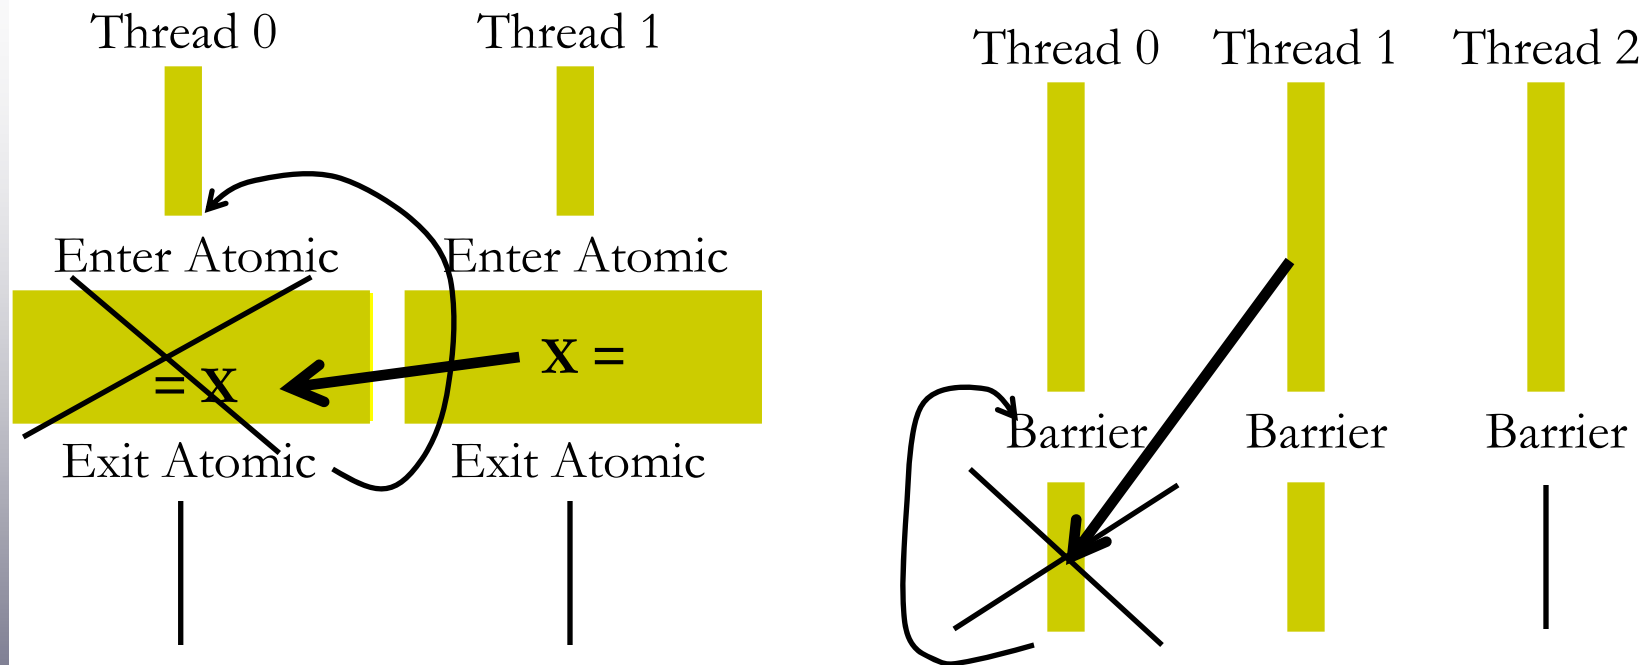 Thread 0
Thread 1
Enter Atomic
Enter Atomic
= X
X =
Exit Atomic
Exit Atomic
Thread 0
Thread 1
Thread 2
Barrier
Barrier
Barrier